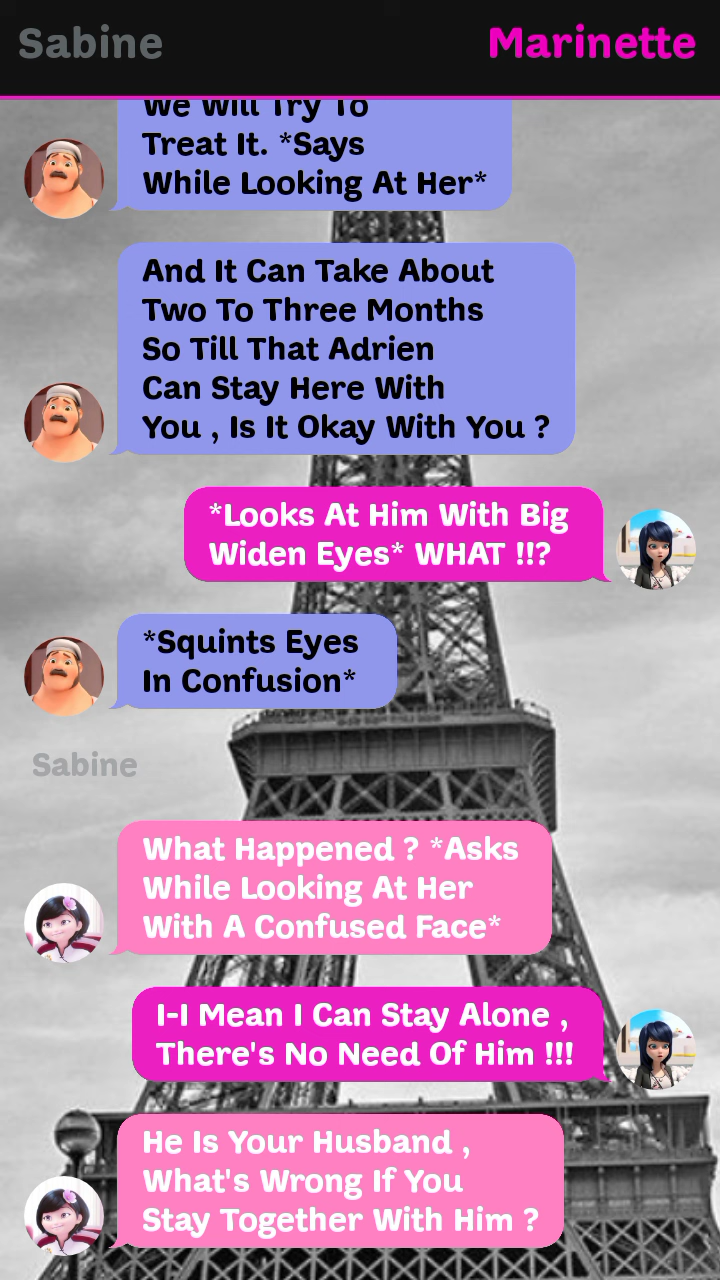 Sabine
Marinette
We Will Try To
Treat It. *Says
While Looking At Her*
And It Can Take About
Two To Three Months
So Till That Adrien
Can Stay Here With
You , Is It Okay With You ?
*Looks At Him With Big
Widen Eyes* WHAT !!?
*Squints Eyes
In Confusion*
Sabine
What Happened ? *Asks
While Looking At Her
With A Confused Face*
I-I Mean I Can Stay Alone ,
There's No Need Of Him !!!
He Is Your Husband ,
What's Wrong If You
Stay Together With Him ?